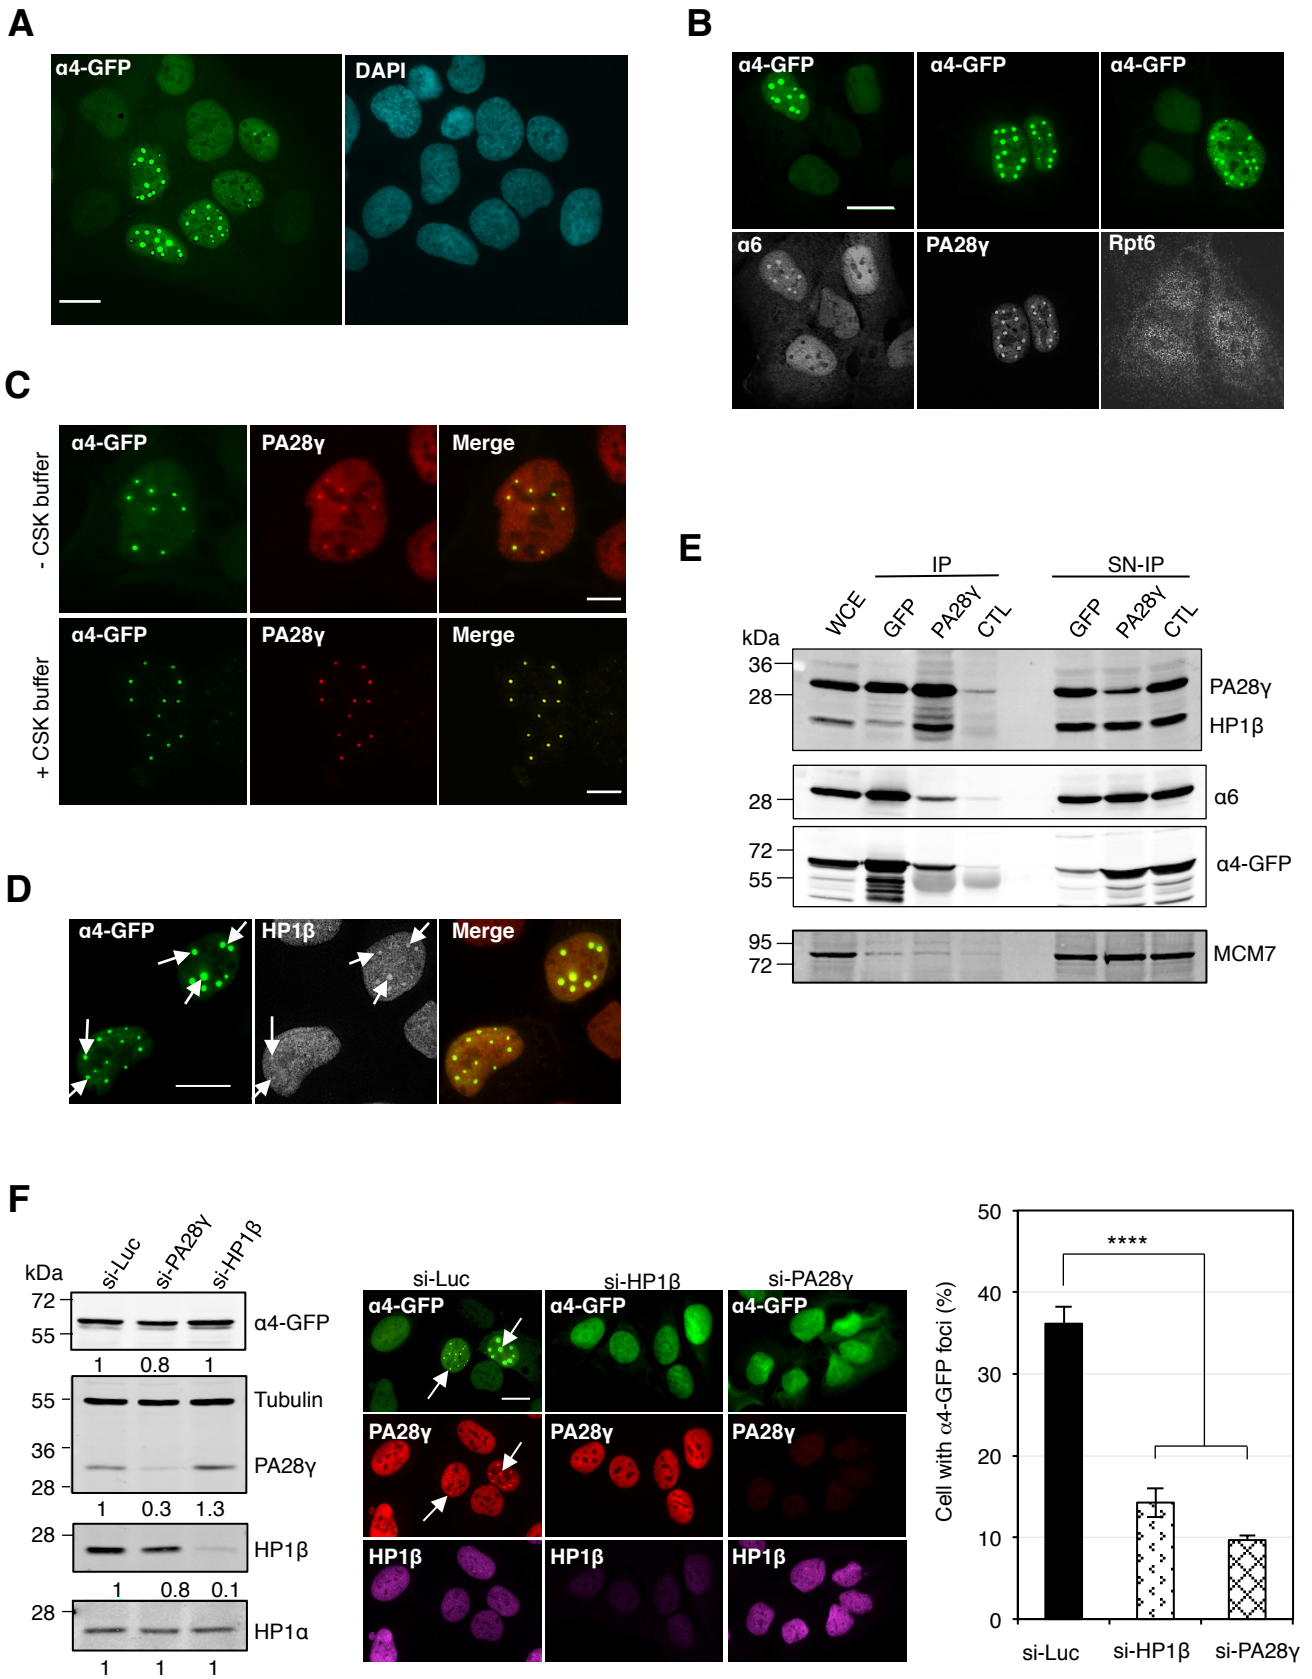 A
α4-GFP
DAPI
B
α4-GFP
α4-GFP
α4-GFP
α6
PA28γ
Rpt6
C
- CSK buffer
α4-GFP
PA28γ
Merge
+ CSK buffer
α4-GFP
PA28γ
Merge
D
α4-GFP
HP1β
Merge
E
IP
SN-IP
WCE
GFP
PA28γ
CTL
GFP
PA28γ
CTL
kDa
36
28
PA28γ
HP1β
28
α6
72
55
α4-GFP
95
72
MCM7
F
si-Luc
si-PA28γ
si-HP1β
kDa
72
55
α4-GFP
1 0.8 1
55
Tubulin
36
PA28γ
28
1 0.3 1.3
28
HP1β
1 0.8 0.1
28
HP1α
1 1 1
si-Luc
si-HP1β
si-PA28γ
α4-GFP
α4-GFP
α4-GFP
PA28γ
PA28γ
PA28γ
HP1β
HP1β
HP1β
Cell with α4-GFP foci (%)
50
40
30
20
10
0
****
si-Luc
si-HP1β
si-PA28γ